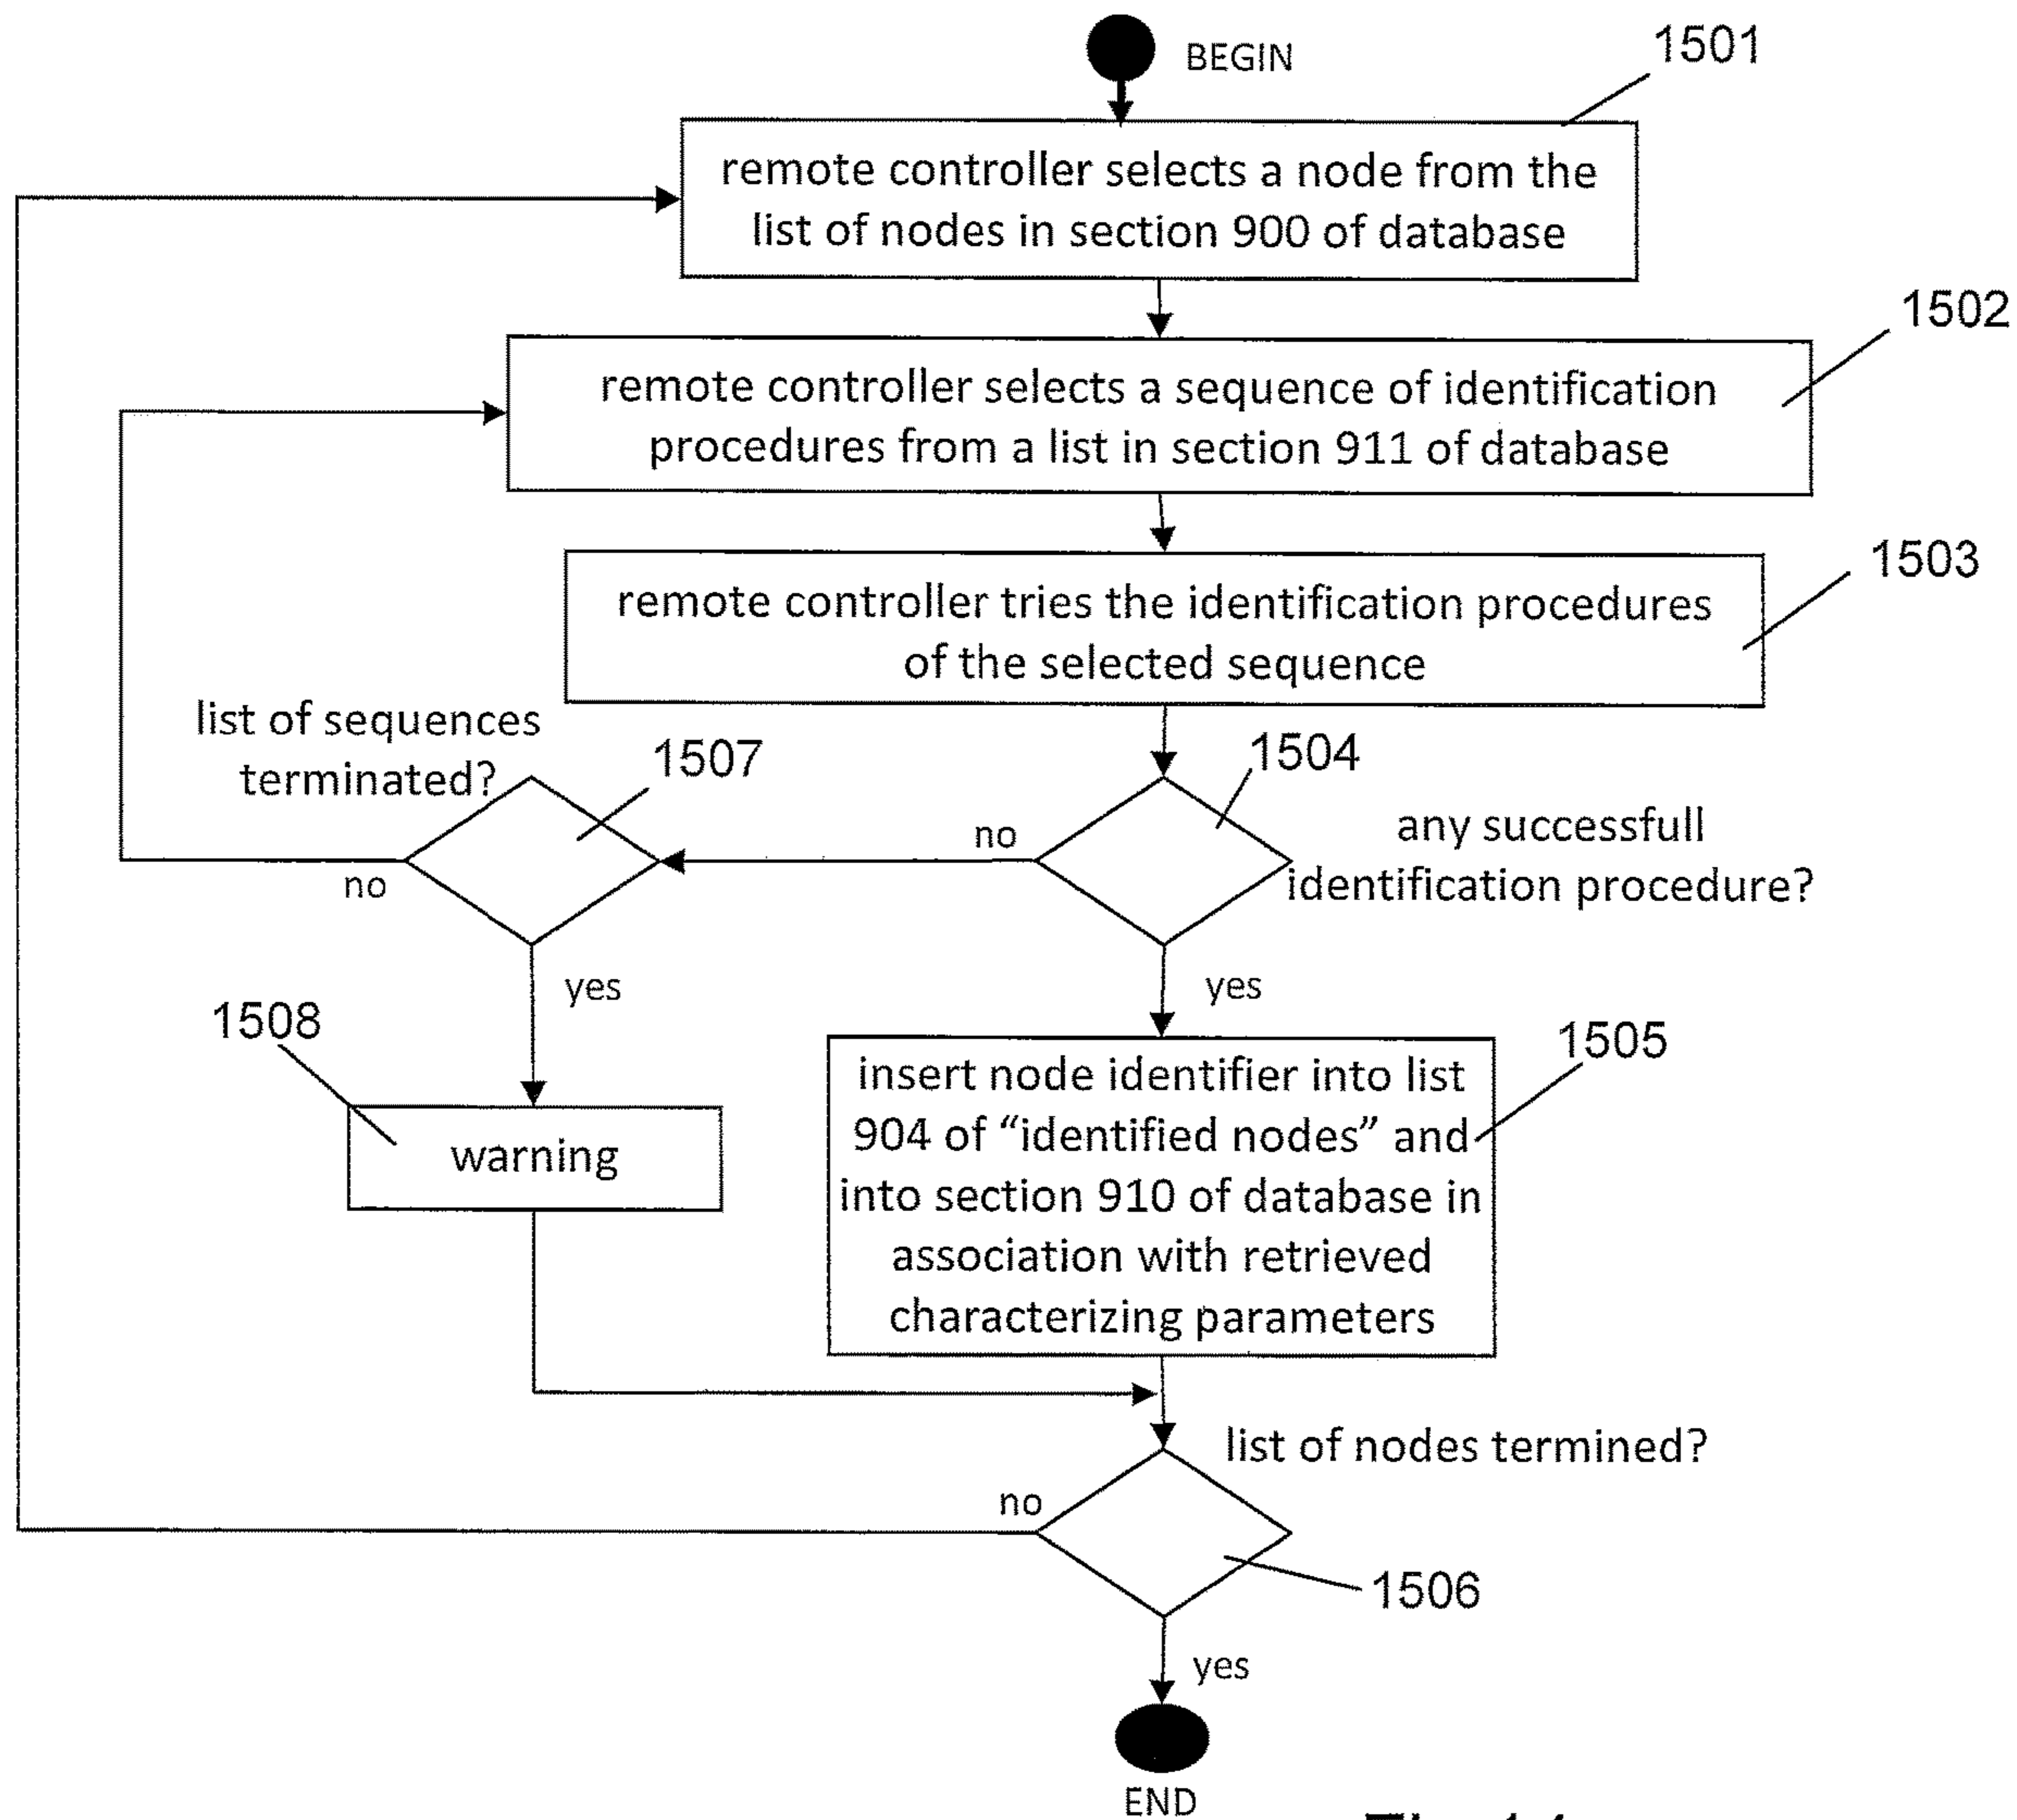 BEGIN
1501
remote controller selects a node from the
list of nodes in section 900 of database
1502
remote controller selects a sequence of identification
procedures from a list in section 911 of database
1503
remote controller tries the identification procedures
of the selected sequence
list of sequences
terminated?
1507
1504
no
any successfull
identification procedure?
no
yes
yes
1508
1505
insert node identifier into list
904 of “identified nodes” and
into section 910 of database in
association with retrieved
characterizing parameters
warning
list of nodes termined?
no
1506
yes
END